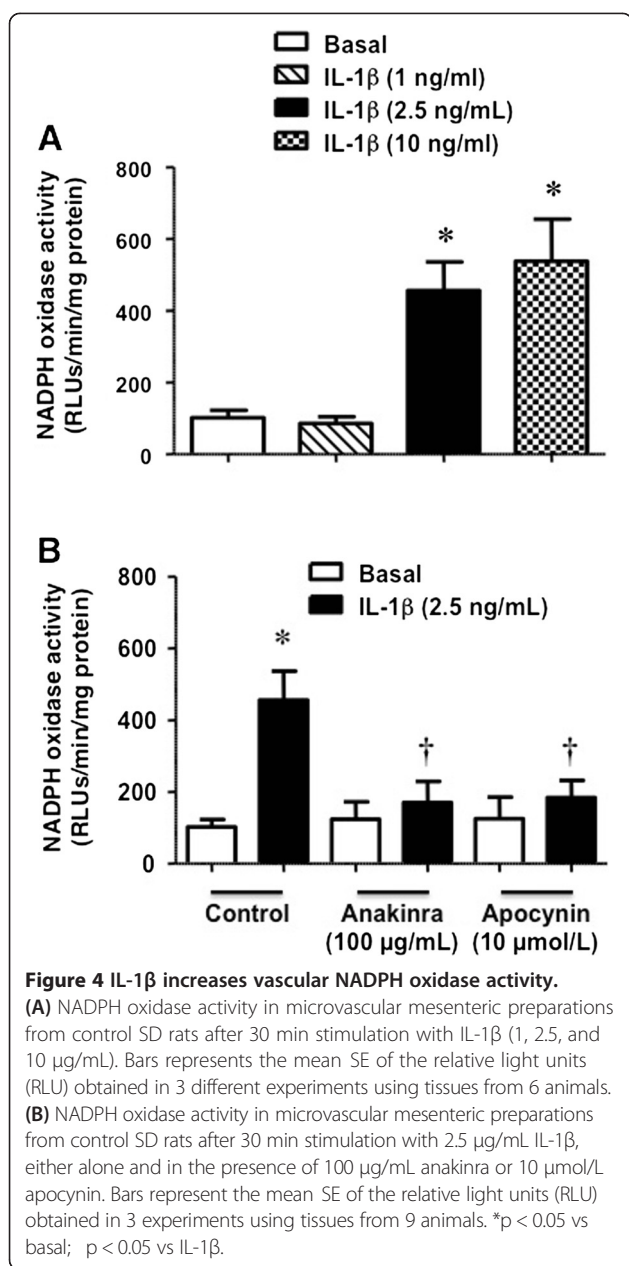 Basal
IL-1β (1 ng/ml)
IL-1β (2.5 ng/mL)
IL-1β (10 ng/ml)
A
NADPH oxidase activity
(RLUs/min/mg protein)
800
600
400
200
0
*
*
B
NADPH oxidase activity
(RLUs/min/mg protein)
800
600
400
200
0
Basal
IL-1β (2.5 ng/mL)
*
†
†
Control
Anakinra
(100 µg/mL)
Apocynin
(10 µmol/L)
Figure 4 IL-1β increases vascular NADPH oxidase activity.
(A) NADPH oxidase activity in microvascular mesenteric preparations
from control SD rats after 30 min stimulation with IL-1β (1, 2.5, and
10 µg/mL). Bars represents the mean SE of the relative light units
(RLU) obtained in 3 different experiments using tissues from 6 animals.
(B) NADPH oxidase activity in microvascular mesenteric preparations
from control SD rats after 30 min stimulation with 2.5 µg/mL IL-1β,
either alone and in the presence of 100 µg/mL anakinra or 10 µmol/L
apocynin. Bars represent the mean SE of the relative light units (RLU)
obtained in 3 experiments using tissues from 9 animals. *p < 0.05 vs
basal; p < 0.05 vs IL-1β.